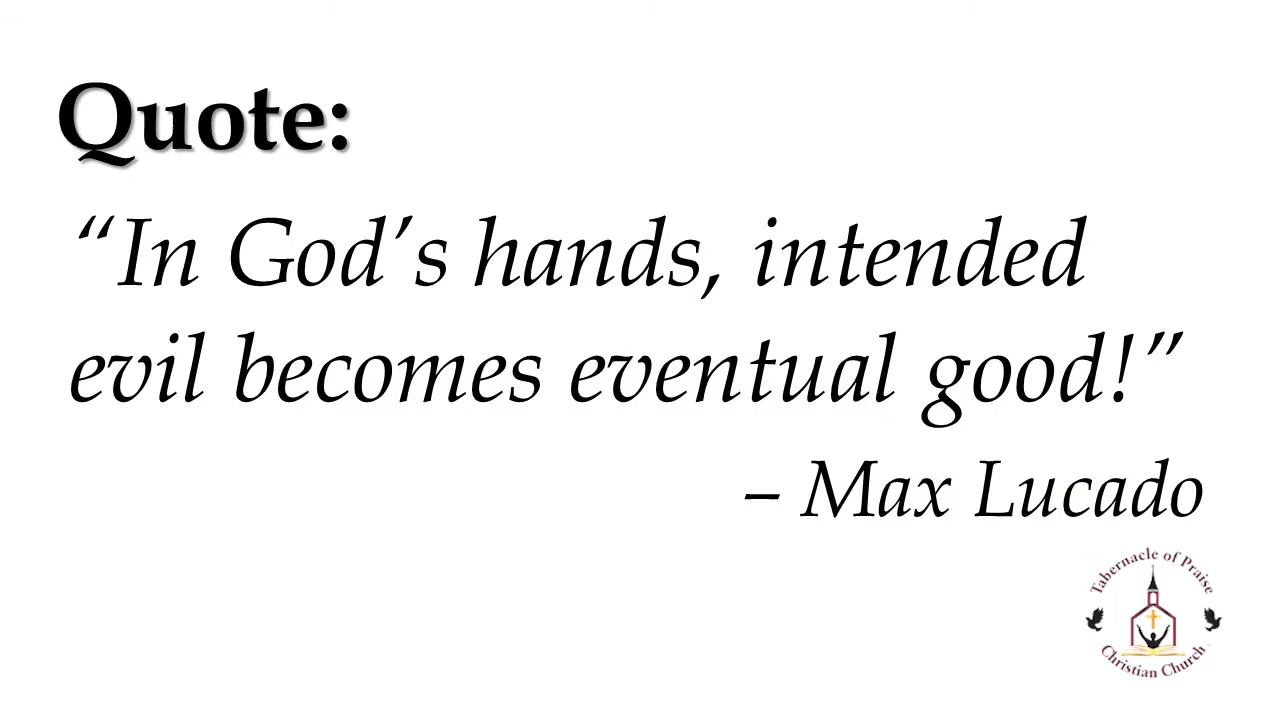 Quote:
“In God’s hands, intended
evil becomes eventual good!”
– Max Lucado
Tabernacle of Praise
Christian Church